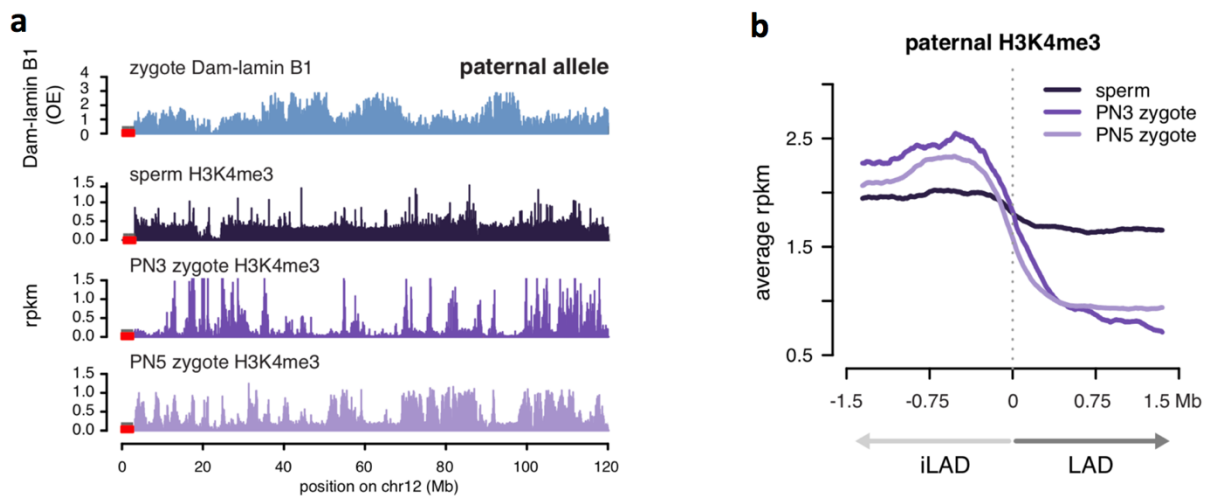 a
zygote Dam-lamin B1
paternal allele
Dam-lamin B1
(OE)
4
3
2
1
0
sperm H3K4me3
1.5
1.0
0.5
0.0
PN3 zygote H3K4me3
rpkm
1.5
1.0
0.5
0.0
PN5 zygote H3K4me3
1.5
1.0
0.5
0.0
0 20 40 60 80 100 120
position on chr12 (Mb)
b
paternal H3K4me3
sperm
PN3 zygote
PN5 zygote
average rpkm
2.5
1.5
0.5
-1.5 -0.75 0 0.75 1.5 Mb
iLAD LAD